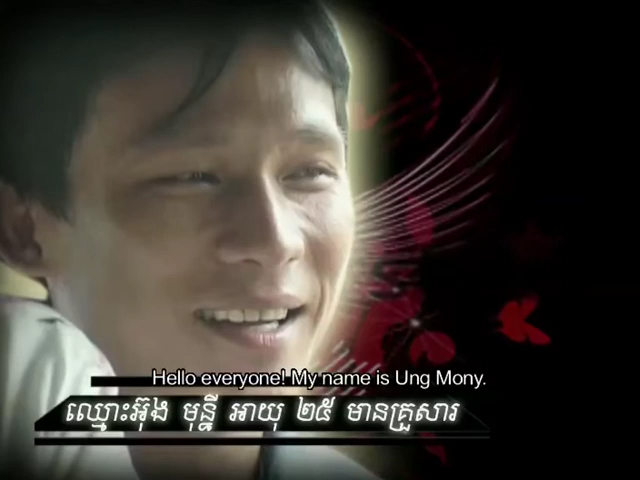 Hello everyone! My name is Ung Mony.
ឈ្មោះអ៊ុង មុន្នី អាយុ ២៥ មានគ្រួសារ